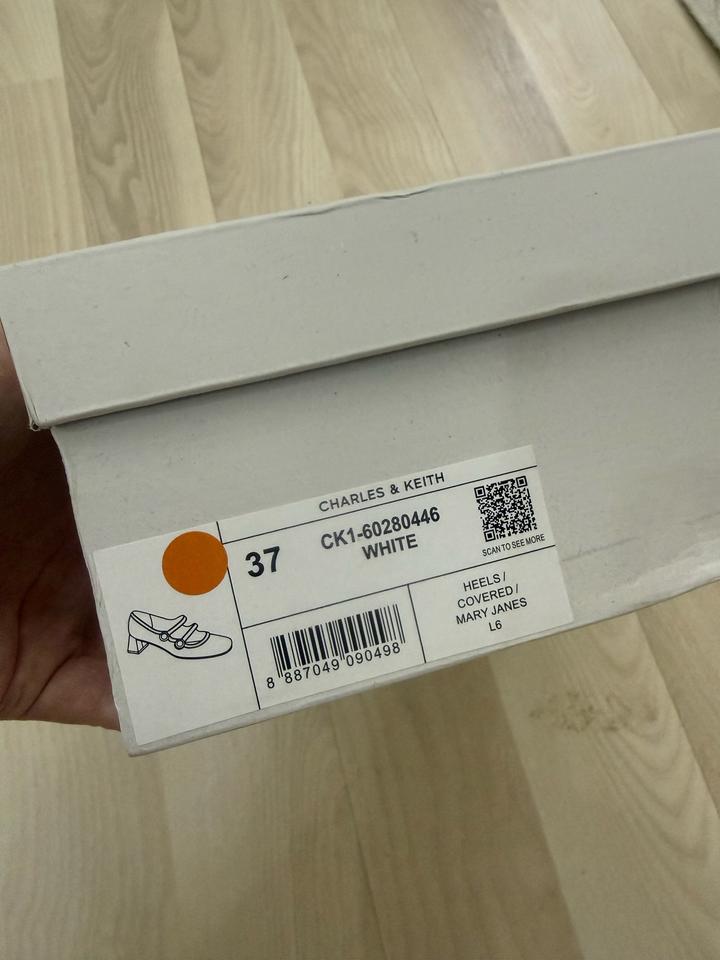 CHARLES & KEITH
37
CK1-60280446
WHITE
SCAN TO SEE MORE
8 887049 090498
HEELS/
COVERED/
MARY JANES
L6